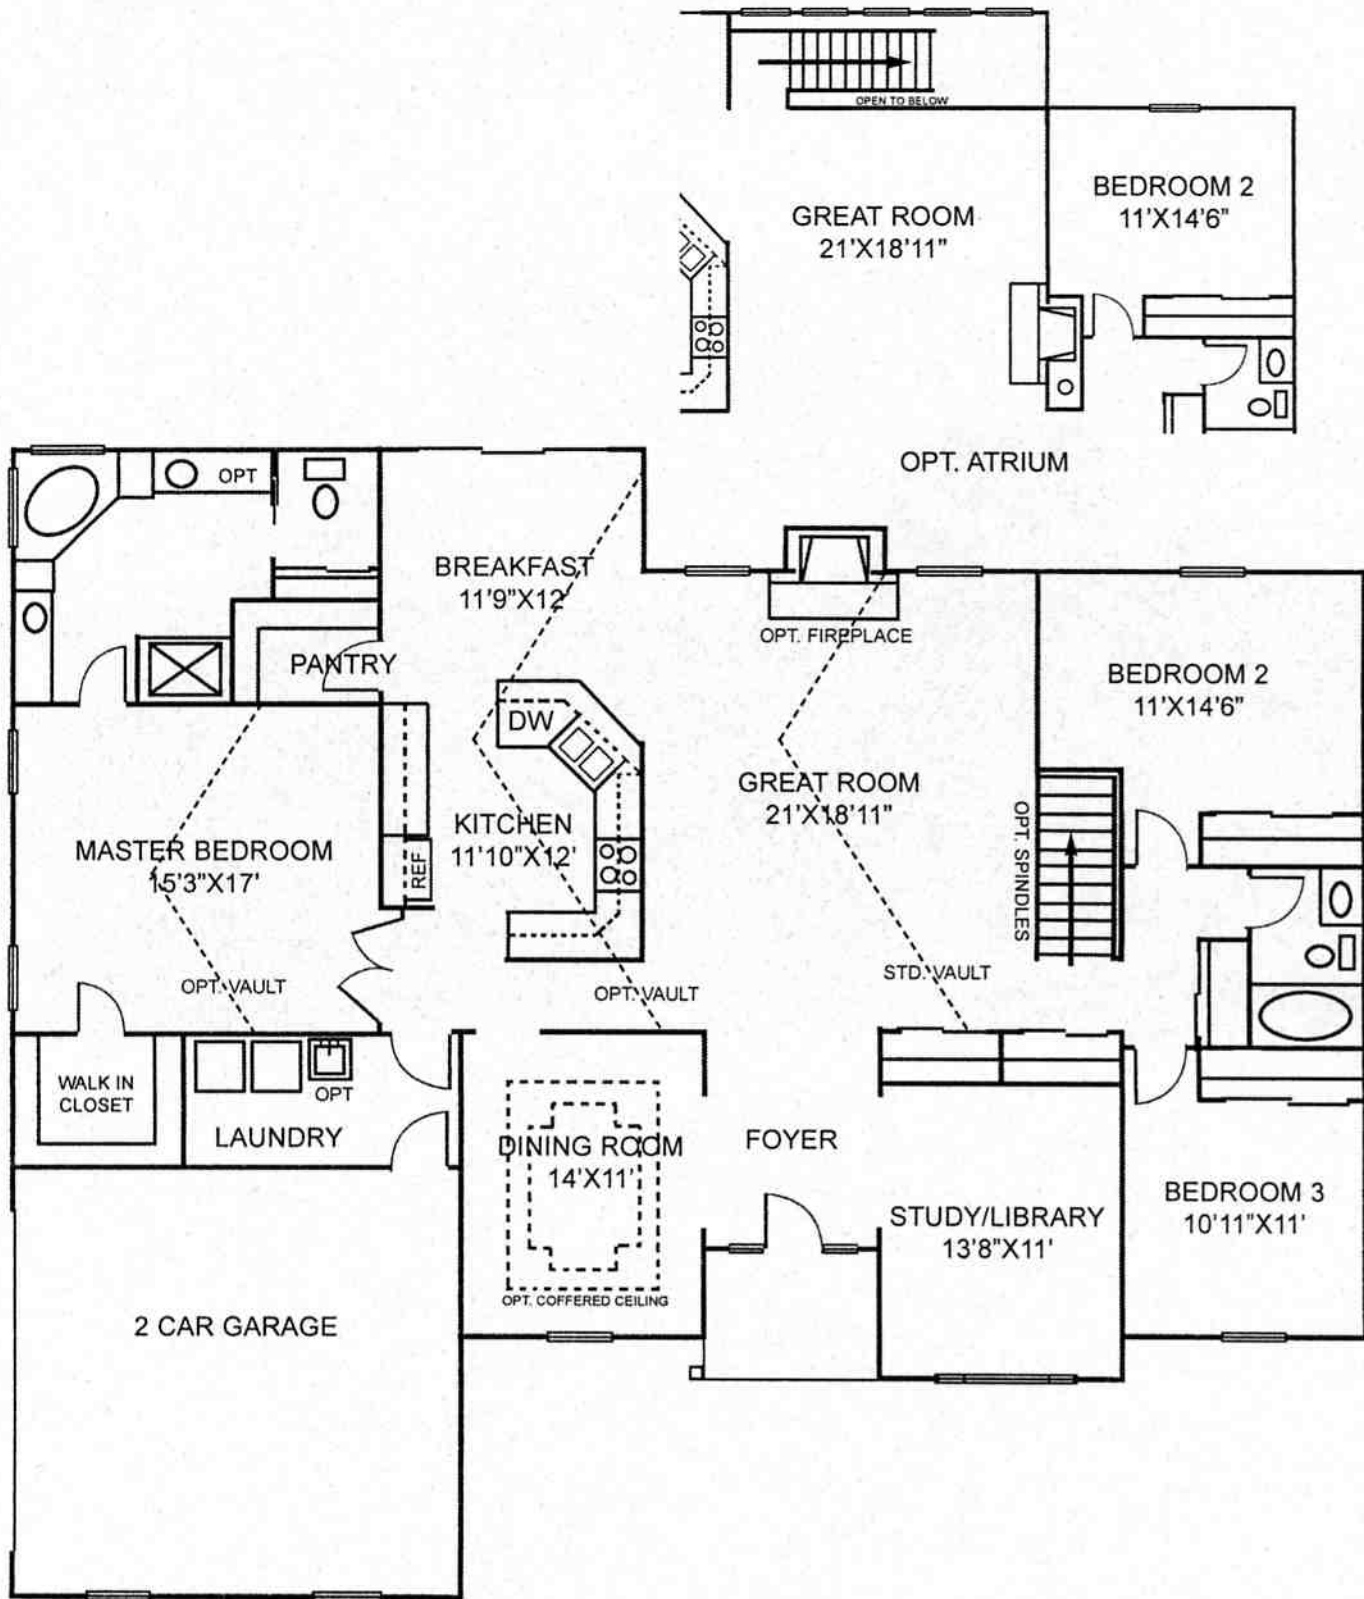 OPEN TO BELOW
BEDROOM 2
11'X14'6"
GREAT ROOM
21'X18'11"
OPT. ATRIUM
OPT
BREAKFAST
11'9"X12'
OPT. FIREPLACE
PANTRY
BEDROOM 2
11'X14'6"
DW
GREAT ROOM
21'X18'11"
KITCHEN
11'10"X12'
REF
MASTER BEDROOM
15'3"X17'
OPT. SPINDLES
OPT. VAULT
OPT. VAULT
STD. VAULT
WALK IN
CLOSET
OPT
LAUNDRY
DINING ROOM
14'X11'
FOYER
STUDY/LIBRARY
13'8"X11'
BEDROOM 3
10'11"X11'
OPT. COFFERED CEILING
2 CAR GARAGE